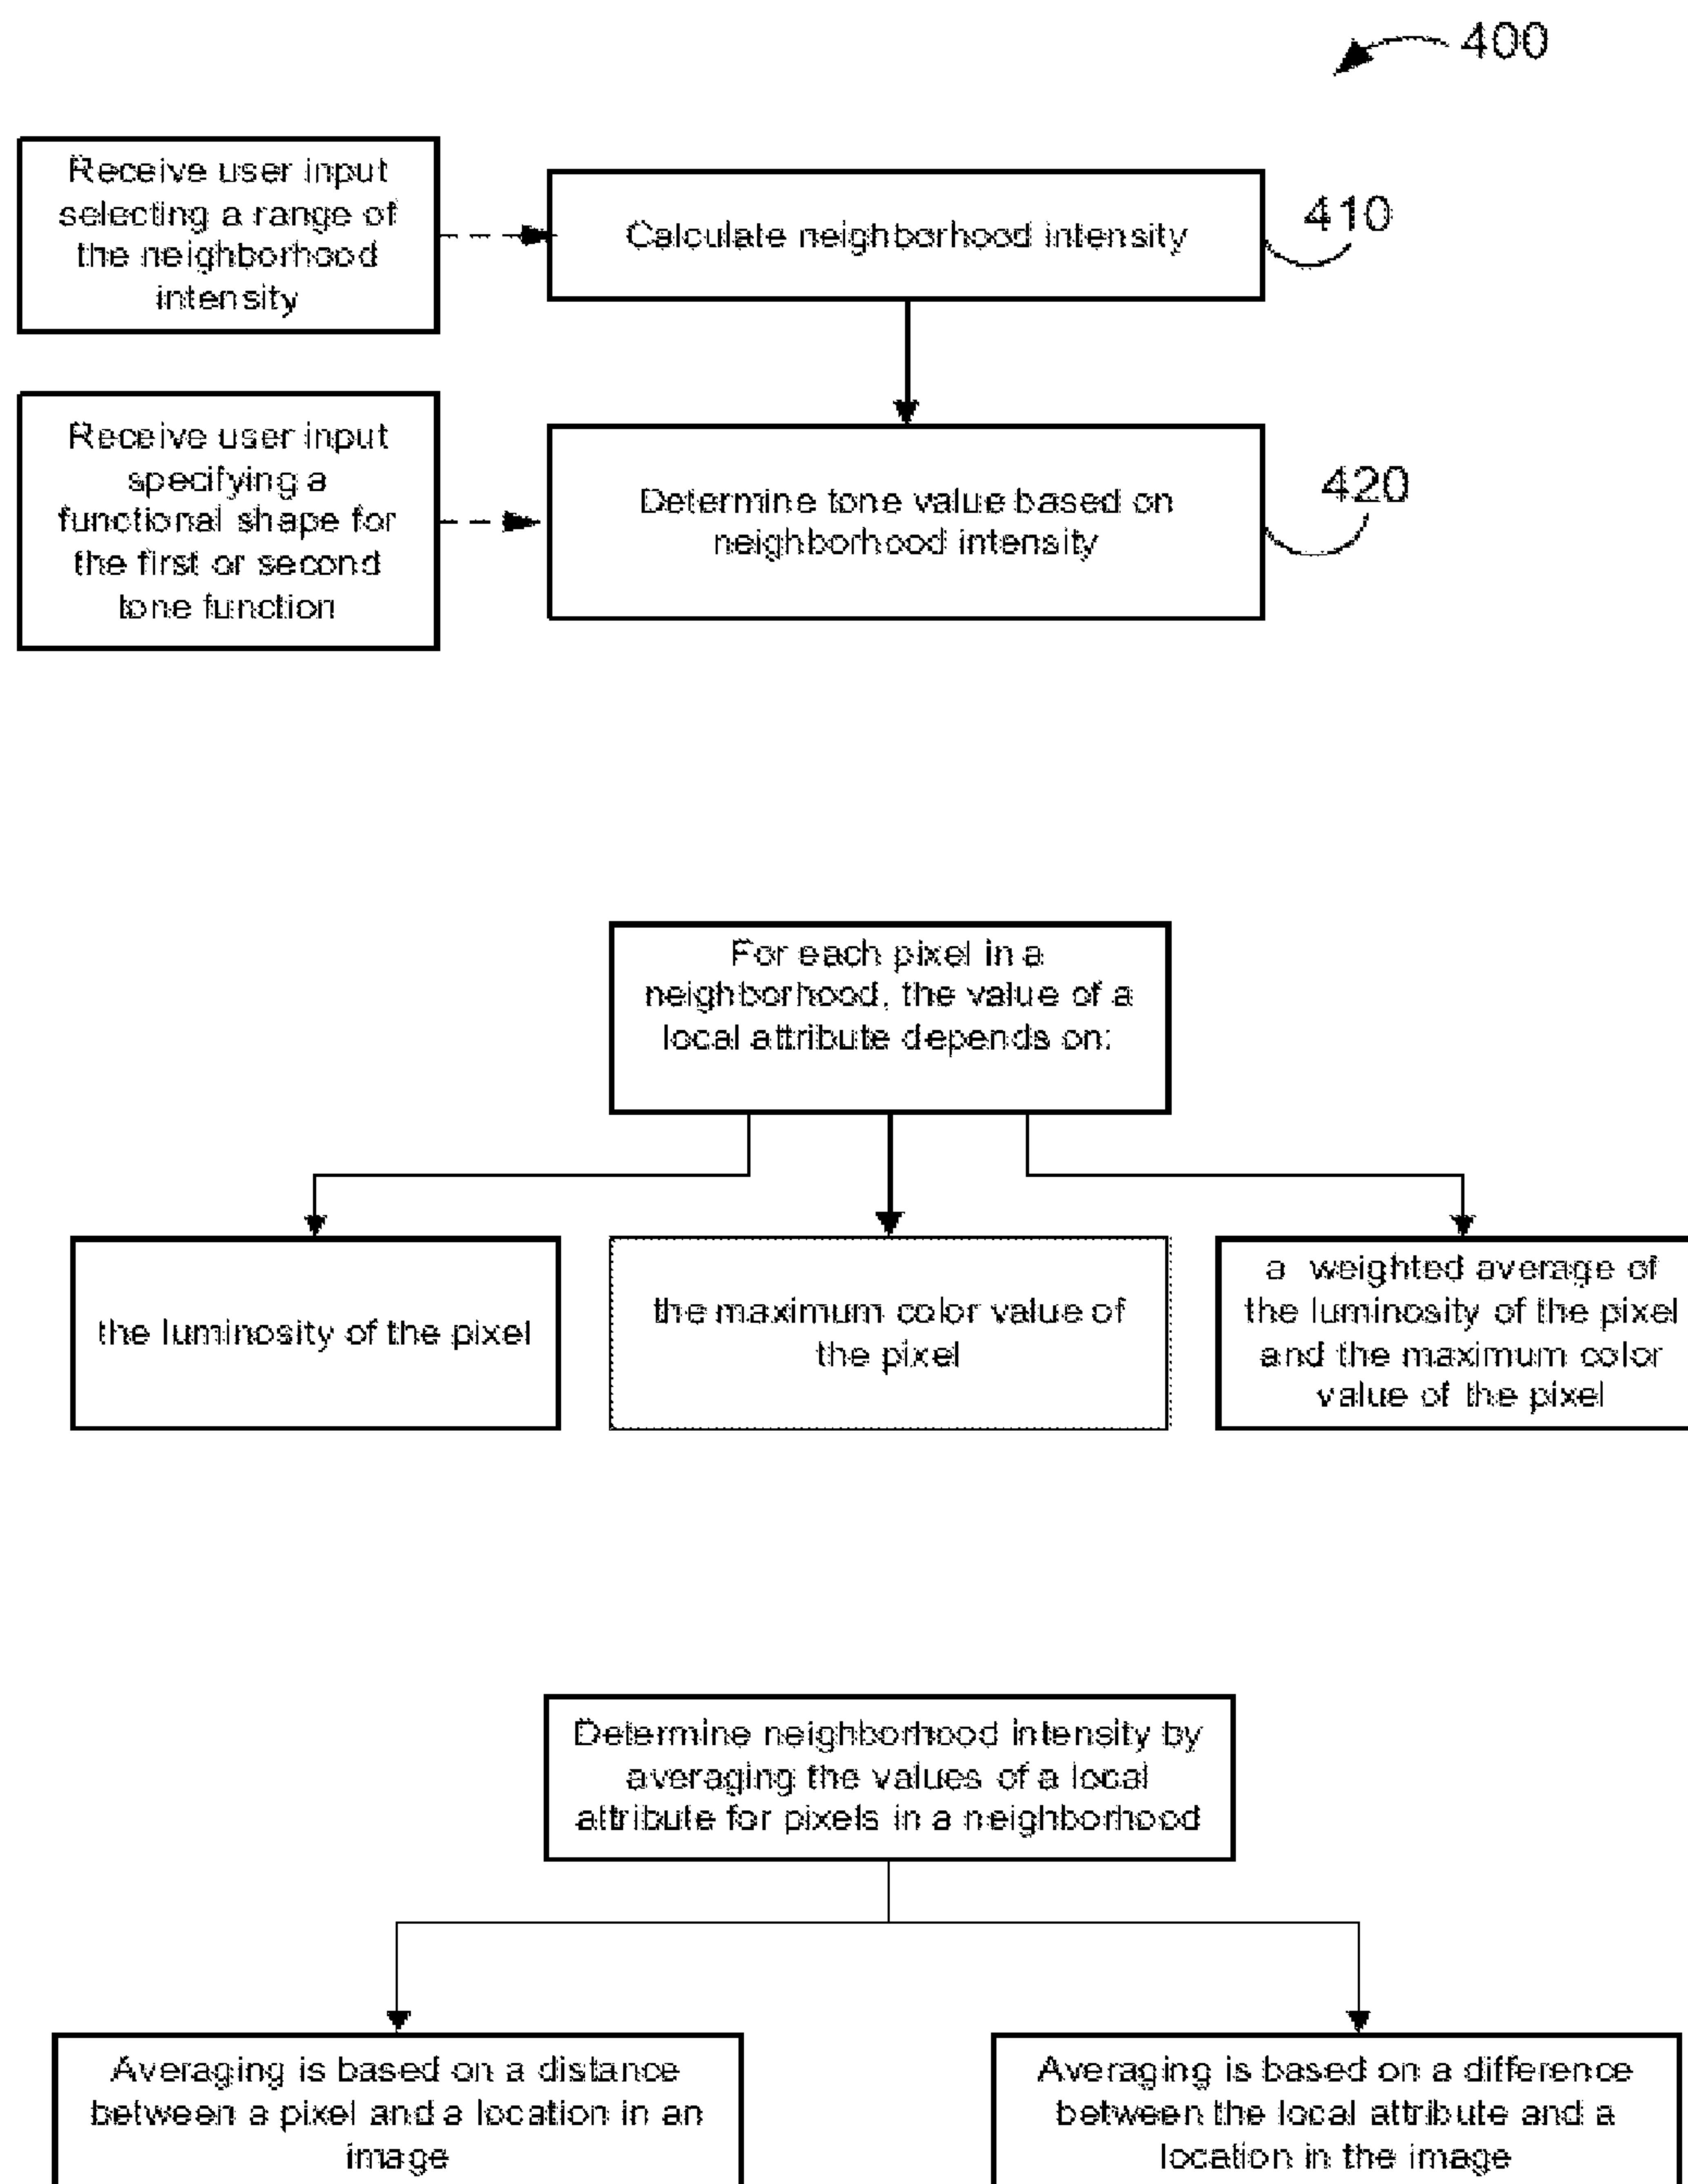 400
Receive user input
selecting a range of
the neighborhood
intensity
Calculate neighborhood intensity
410
Receive user input
specifying a
functional shape for
the first or second
tone function
Determine tone value based on
neighborhood intensity
420
For each pixel in a
neighborhood, the value of a
local attribute depends on:
the luminosity of the pixel
the maximum color value of
the pixel
a weighted average of
the luminosity of the pixel
and the maximum color
value of the pixel
Determine neighborhood intensity by
averaging the values of a local
attribute for pixels in a neighborhood
Averaging is based on a distance
between a pixel and a location in an
image
Averaging is based on a difference
between the local attribute and a
location in the image